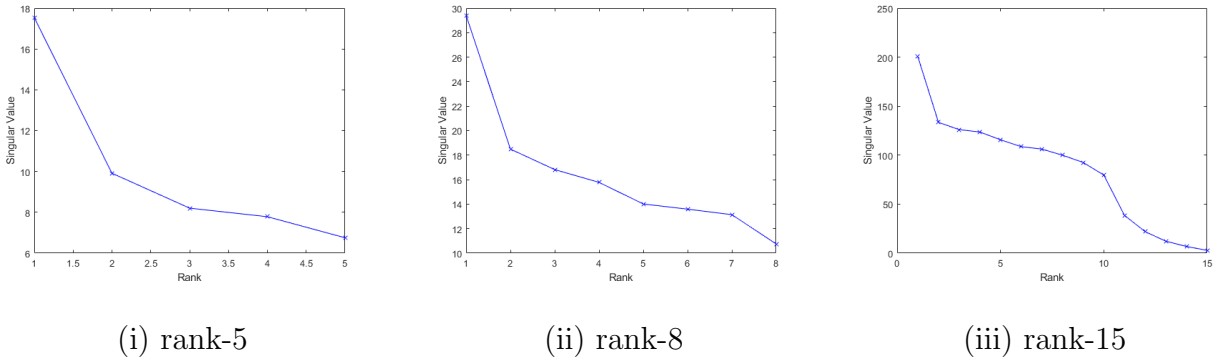 18
16
14
12
10
8
6
Singular Value
1 1.5 2 2.5 3 3.5 4 4.5 5
Rank
(i) rank-5
30
28
26
24
22
20
18
16
14
12
10
Singular Value
1 2 3 4 5 6 7 8
Rank
(ii) rank-8
250
200
150
100
50
0
Singular Value
0 5 10 15
Rank
(iii) rank-15